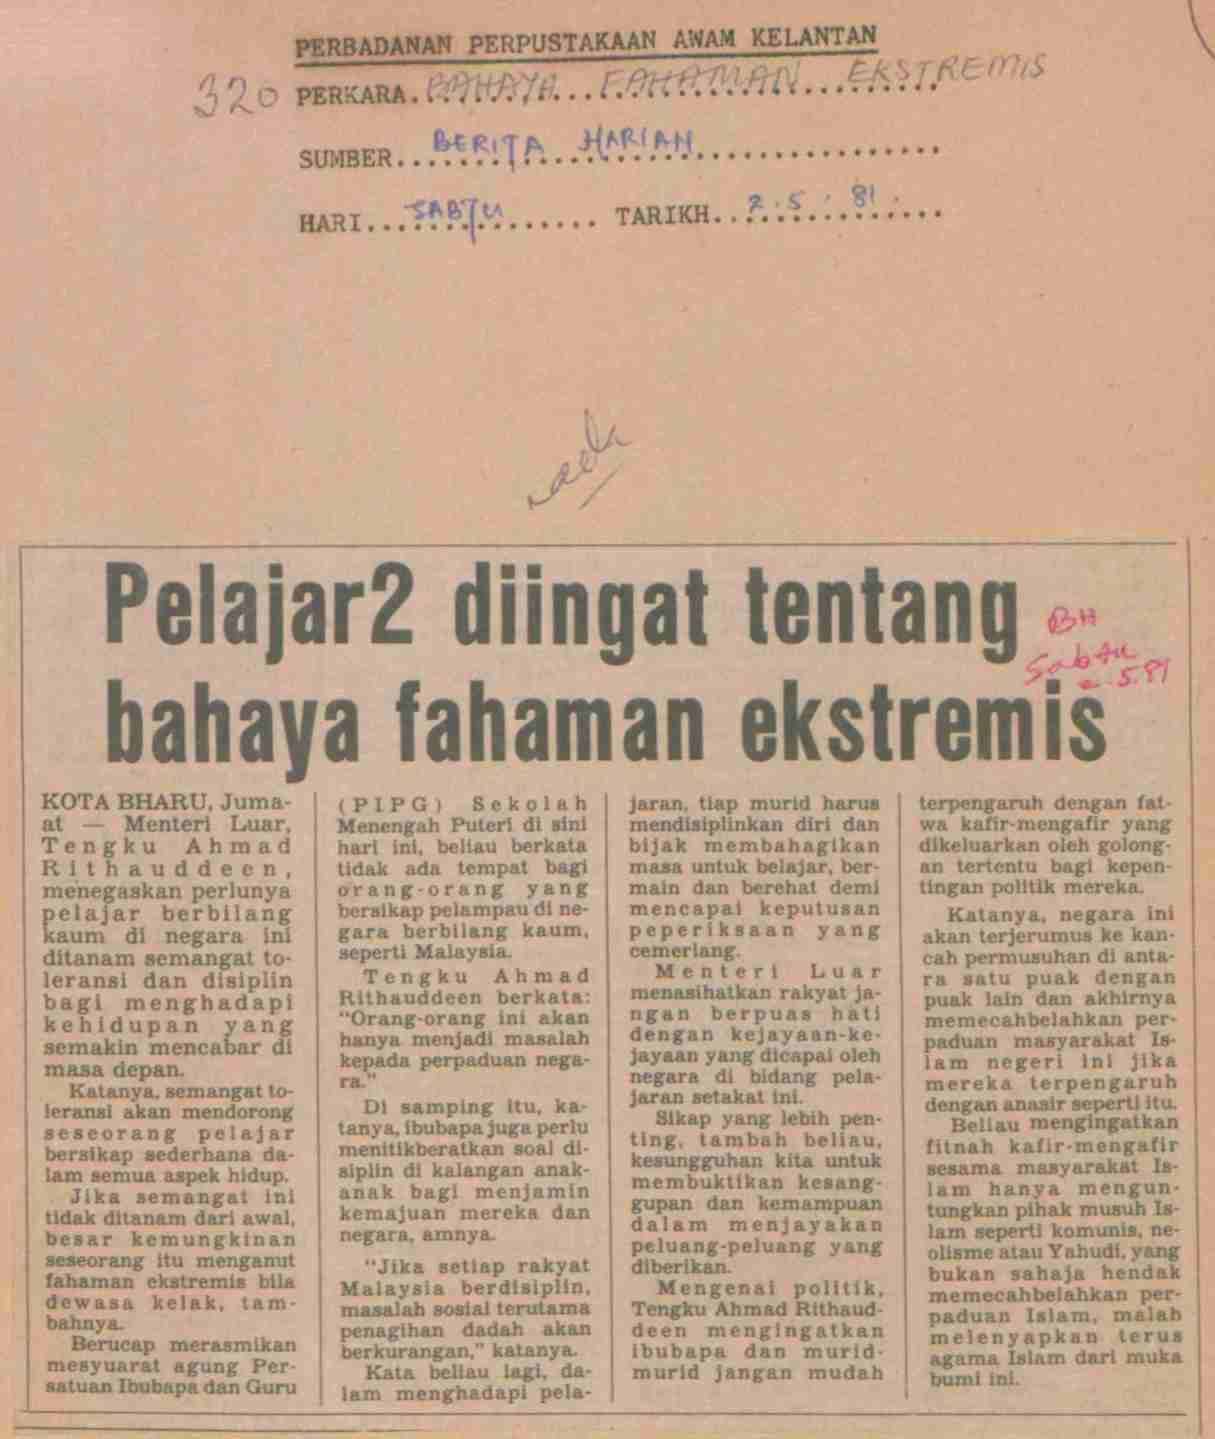 PERBADANAN PERPUSTAKAAN AWAM KELANTAN
320 PERKARA. BAHAYA FAHAMAN EKSTREMIS
SUMBER. BERITA HARIAN
HARI. SABTU TARIKH. 2.5.81.
Pelajar2 diingat tentang
bahaya fahaman ekstremis
BH
Sabtu
2.5.81
KOTA BHARU, Juma-
at — Menteri Luar,
Tengku Ahmad
Rithauddeen,
menegaskan perlunya
pelajar berbilang
kaum di negara ini
ditanam semangat to-
leransi dan disiplin
bagi menghadapi
kehidupan yang
semakin mencabar di
masa depan.
Katanya, semangat to-
leransi akan mendorong
seseorang pelajar
bersikap sederhana da-
lam semua aspek hidup.
Jika semangat ini
tidak ditanam dari awal,
besar kemungkinan
seseorang itu menganut
fahaman ekstremis bila
dewasa kelak, tam-
bahnya.
Berucap merasmikan
mesyuarat agung Per-
satuan Ibubapa dan Guru
(PIPG) Sekolah
Menengah Puteri di sini
hari ini, beliau berkata
tidak ada tempat bagi
orang-orang yang
bersikap pelampau di ne-
gara berbilang kaum,
seperti Malaysia.
Tengku Ahmad
Rithauddeen berkata:
"Orang-orang ini akan
hanya menjadi masalah
kepada perpaduan nega-
ra."
Di samping itu, ka-
tanya, ibubapa juga perlu
menitikberatkan soal di-
siplin di kalangan anak-
anak bagi menjamin
kemajuan mereka dan
negara, amnya.
"Jika setiap rakyat
Malaysia berdisiplin,
masalah sosial terutama
penagihan dadah akan
berkurangan," katanya.
Kata beliau lagi, da-
lam menghadapi pela-
jaran, tiap murid harus
mendisiplinkan diri dan
bijak membahagikan
masa untuk belajar, ber-
main dan berehat demi
mencapai keputusan
peperiksaan yang
cemerlang.
Menteri Luar
menasihatkan rakyat ja-
ngan berpuas hati
dengan kejayaan-ke-
jayaan yang dicapai oleh
negara di bidang pela-
jaran setakat ini.
Sikap yang lebih pen-
ting, tambah beliau,
kesungguhan kita untuk
membuktikan kesang-
gupan dan kemampuan
dalam menjayakan
peluang-peluang yang
diberikan.
Mengenai politik,
Tengku Ahmad Rithaud-
deen mengingatkan
ibubapa dan murid-
murid jangan mudah
terpengaruh dengan fat-
wa kafir-mengafir yang
dikeluarkan oleh golong-
an tertentu bagi kepen-
tingan politik mereka.
Katanya, negara ini
akan terjerumus ke kan-
cah permusuhan di anta-
ra satu puak dengan
puak lain dan akhirnya
memecahbelahkan per-
paduan masyarakat Is-
lam negeri ini jika
mereka terpengaruh
dengan anasir seperti itu.
Beliau mengingatkan
fitnah kafir-mengafir
sesama masyarakat Is-
lam hanya mengun-
tungkan pihak musuh Is-
lam seperti komunis, ne-
olisme atau Yahudi, yang
bukan sahaja hendak
memecahbelahkan per-
paduan Islam, malah
melenyapkan terus
agama Islam dari muka
bumi ini.